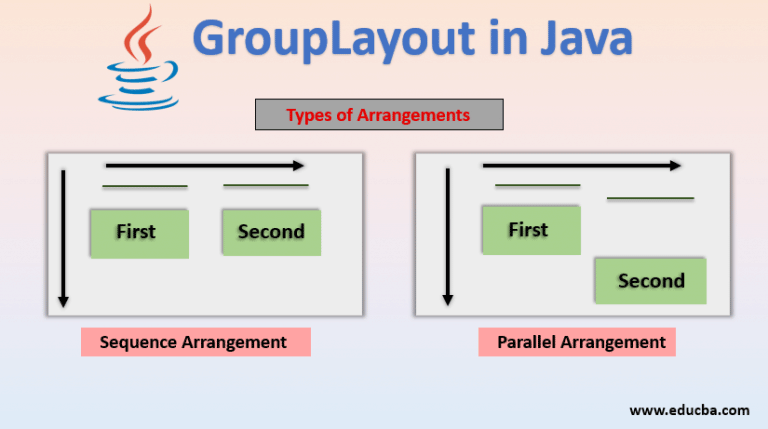 GroupLayout in Java
Types of Arrangements
First
Second
First
Second
Sequence Arrangement
Parallel Arrangement
www.educba.com